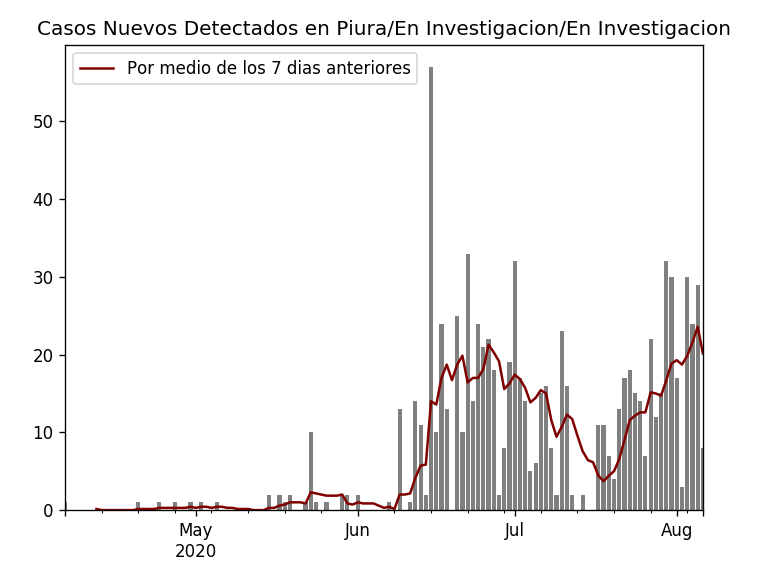 Casos Nuevos Detectados en Piura/En Investigacion/En Investigacion
Por medio de los 7 dias anteriores
50
40
30
20
10
0
May
2020
Jun
Jul
Aug